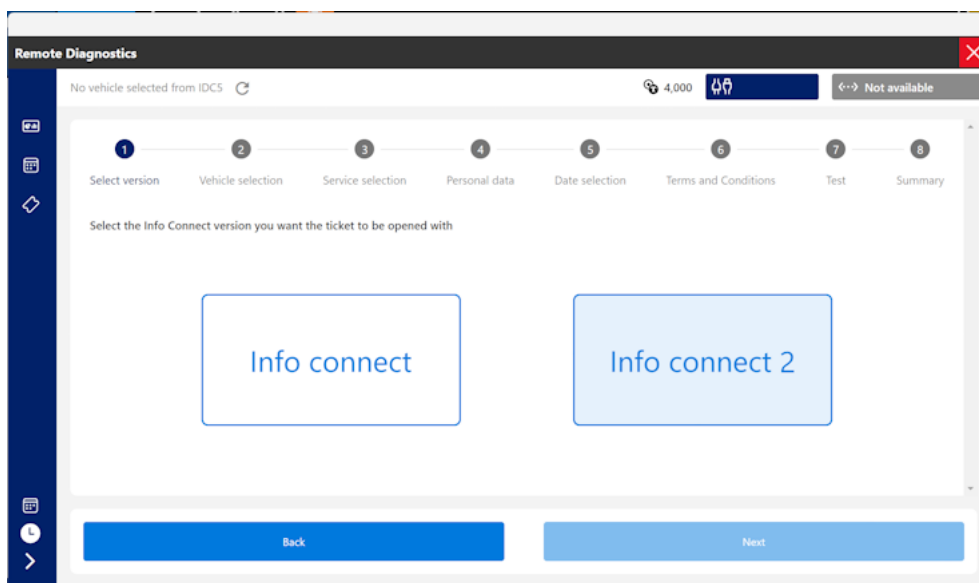 Remote Diagnostics
No vehicle selected from IDC5
4,000
Not available
1
2
3
4
5
6
7
8
Select version
Vehicle selection
Service selection
Personal data
Date selection
Terms and Conditions
Test
Summary
Select the Info Connect version you want the ticket to be opened with
Info connect
Info connect 2
Back
Next